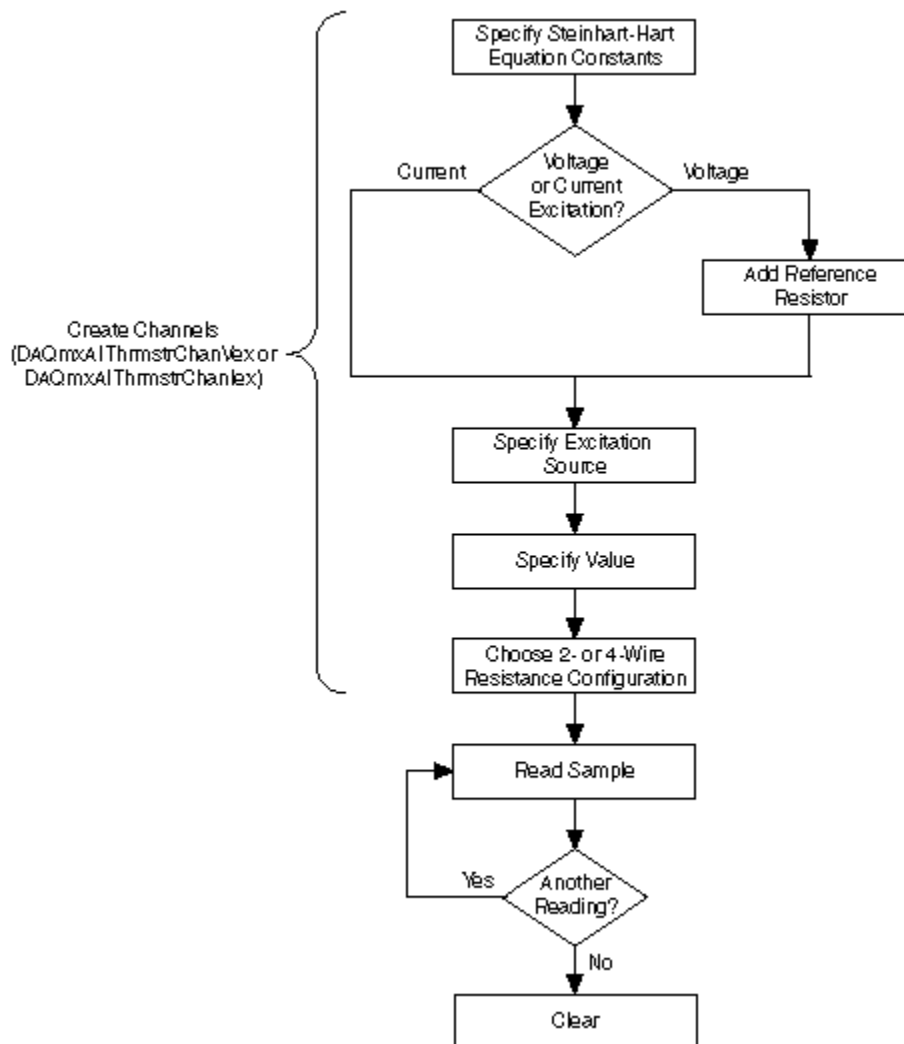 Specify Steinhart-Hart
Equation Constants
Current
Voltage
or Current
Excitation?
Voltage
Add Reference
Resistor
Create Channels
(DAQmxAIThrmstrChanVex or
DAQmxAIThrmstrChanIex)
Specify Excitation
Source
Specify Value
Choose 2- or 4-Wire
Resistance Configuration
Read Sample
Yes
Another
Reading?
No
Clear